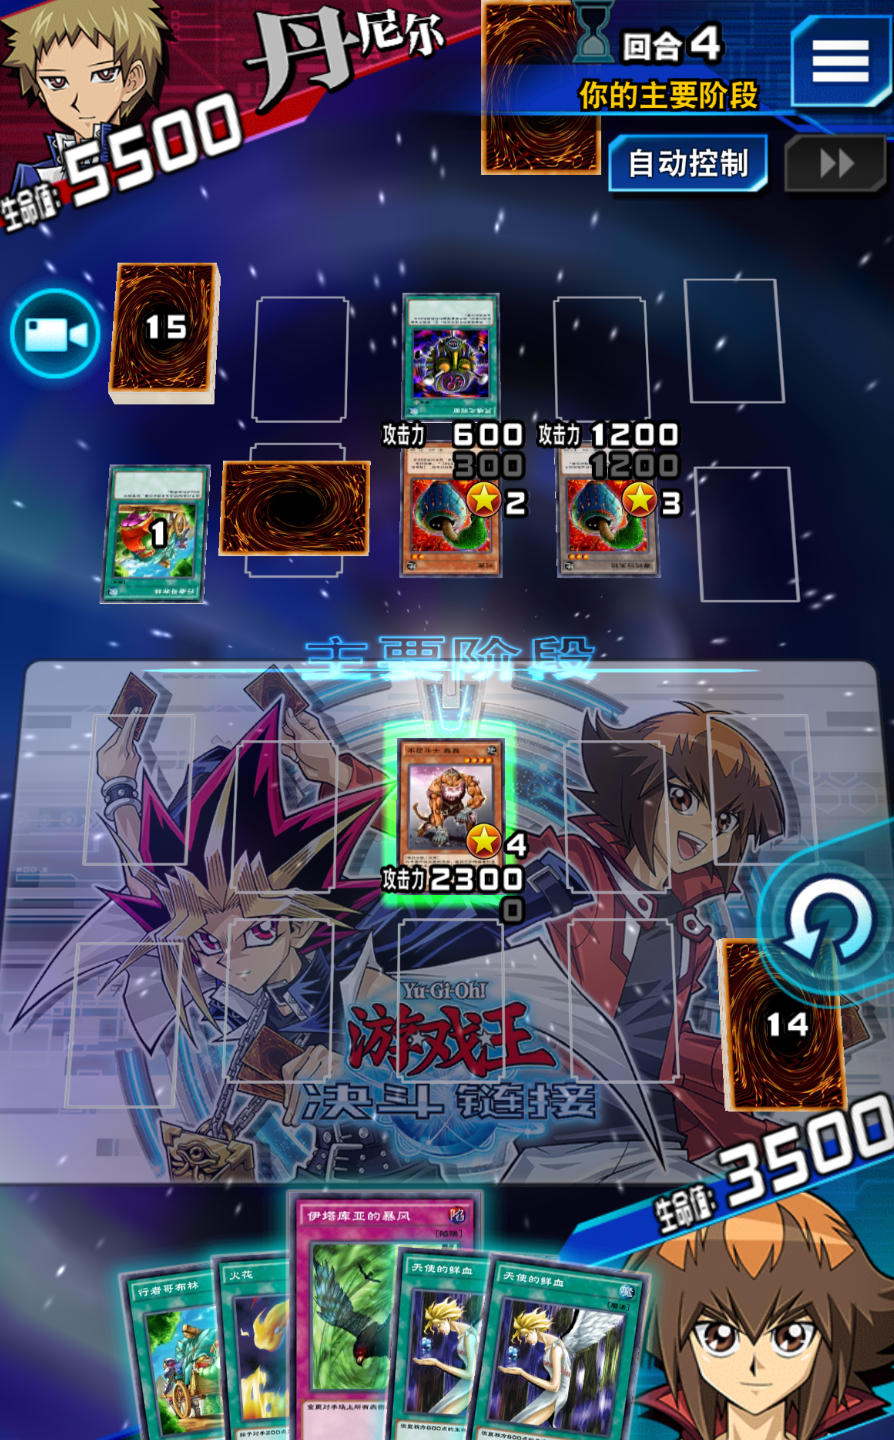 丹尼尔
生命值:5500
回合4
你的主要阶段
自动控制
15
攻击力 600
300
攻击力 1200
1200
2
3
1
主要阶段
4
攻击力 2300
0
Yu-Gi-Oh!
游戏王
决斗链接
14
生命值:3500
行者哥布林
火花
伊塔库亚的暴风
[陷阱]
天使的鲜血
天使的鲜血
[魔法]